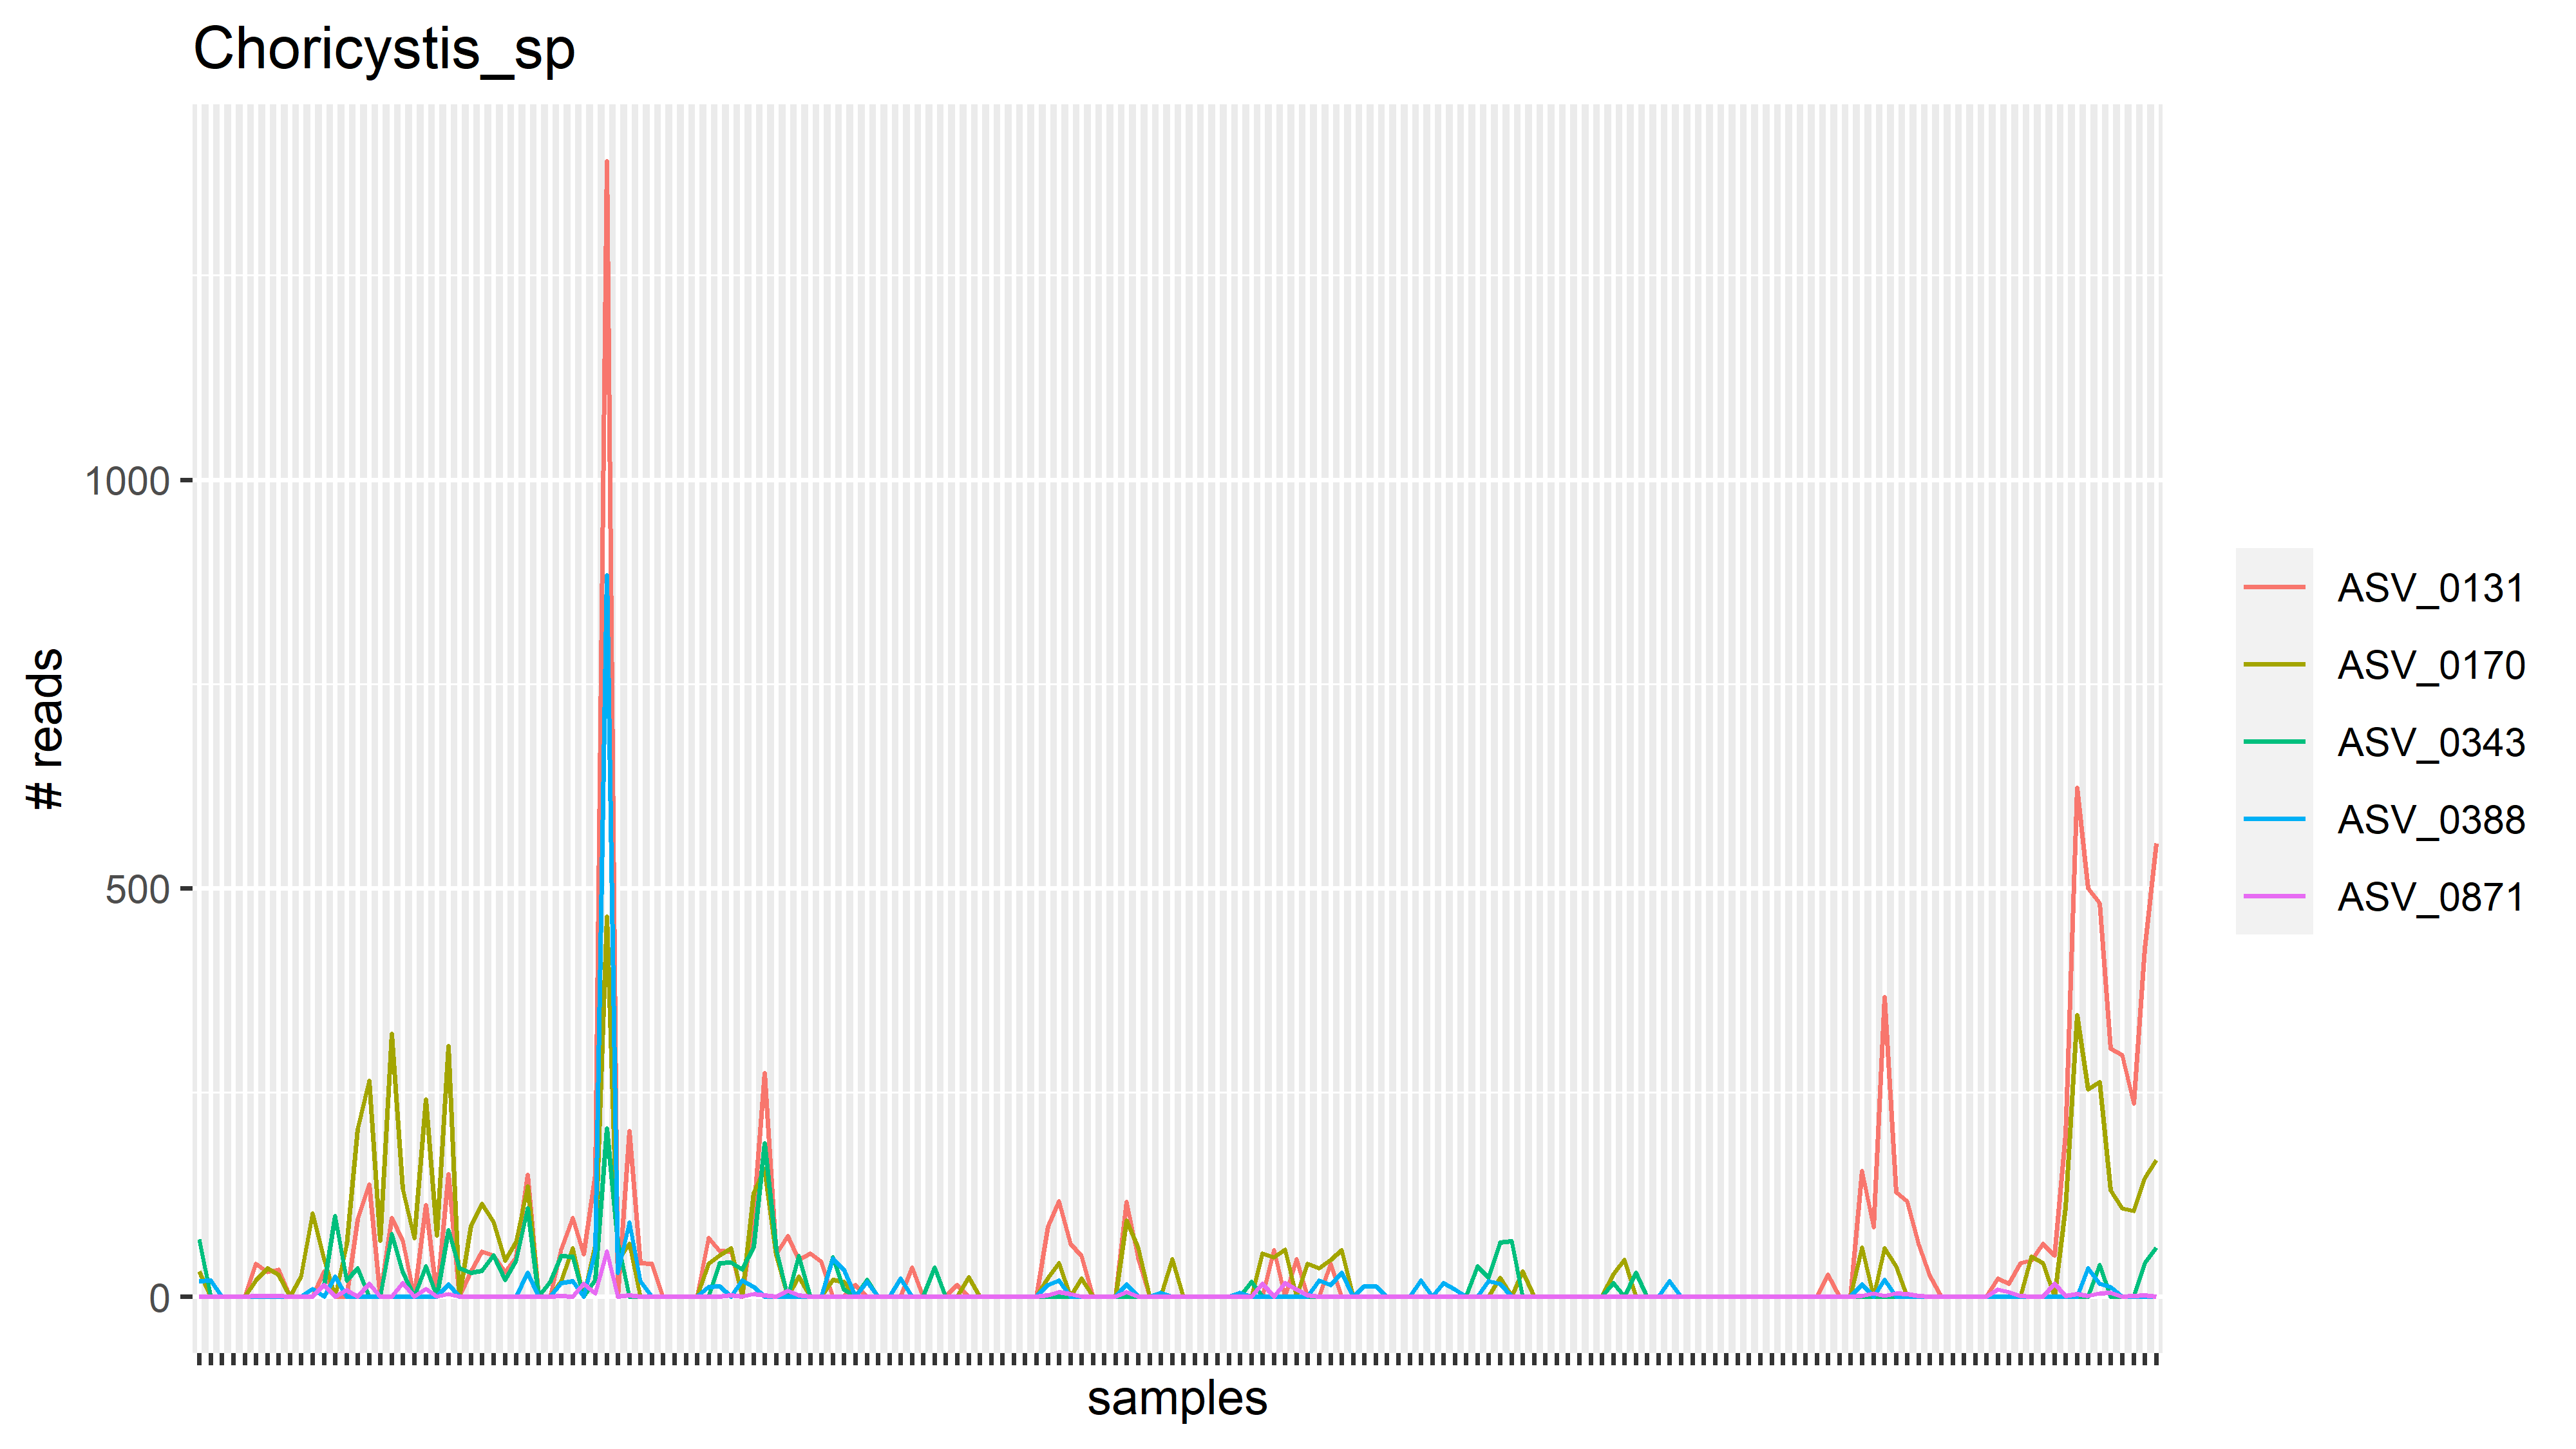 Choricystis_sp
# reads
1000
500
0
samples
ASV_0131
ASV_0170
ASV_0343
ASV_0388
ASV_0871